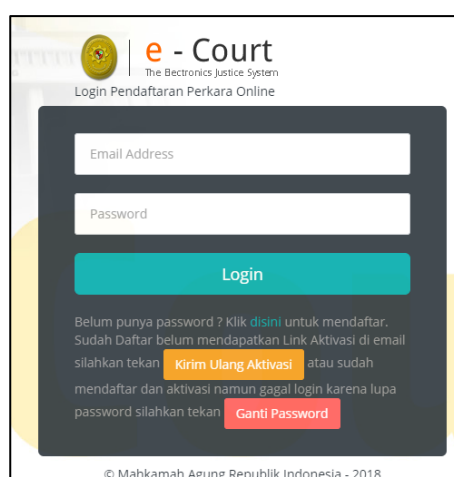 e - Court
The Electronics Justice System
Login Pendaftaran Perkara Online
Email Address
Password
Login
Belum punya password ? Klik disini untuk mendaftar.
Sudah Daftar belum mendapatkan Link Aktivasi di email
silahkan tekan Kirim Ulang Aktivasi atau sudah
mendaftar dan aktivasi namun gagal login karena lupa
password silahkan tekan Ganti Password
© Mahkamah Agung Republik Indonesia - 2018